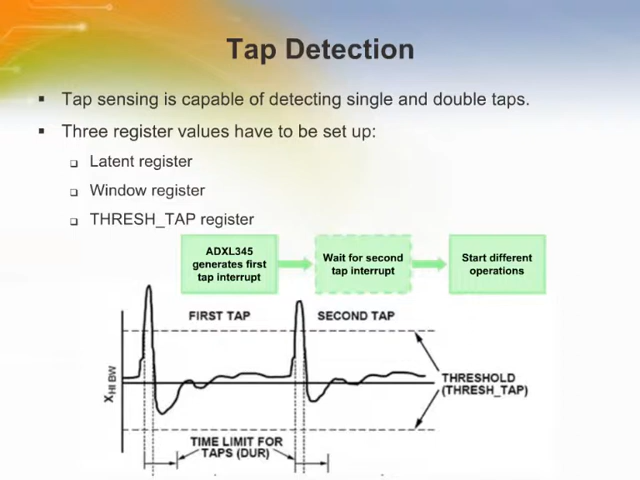 Tap Detection
Tap sensing is capable of detecting single and double taps.
Three register values have to be set up:
Latent register
Window register
THRESH_TAP register
ADXL345
generates first
tap interrupt
Wait for second
tap interrupt
Start different
operations
FIRST TAP
SECOND TAP
XHI BW
THRESHOLD
(THRESH_TAP)
TIME LIMIT FOR
TAPS (DUR)